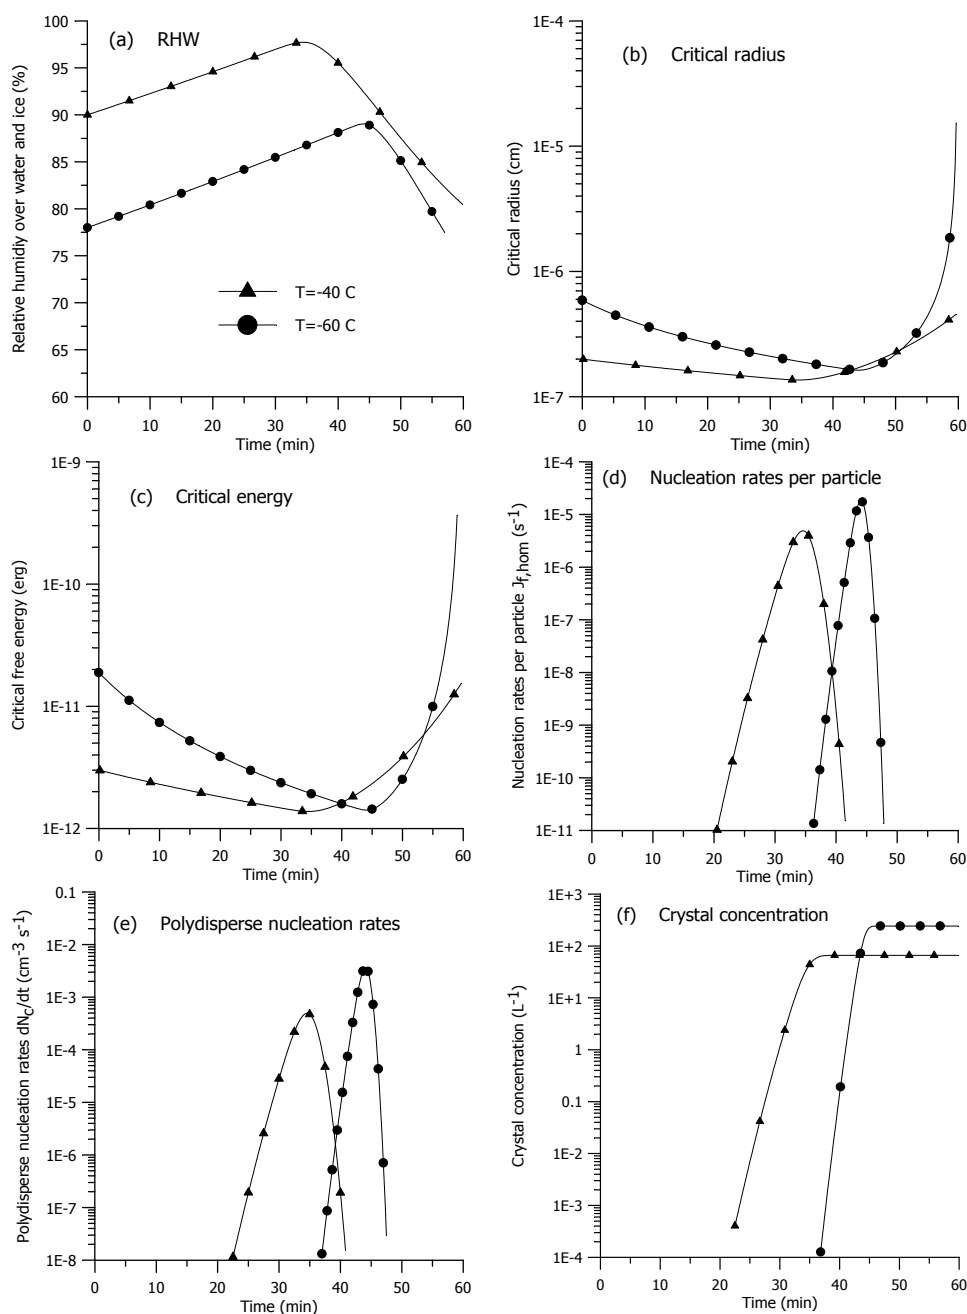 (a) RHW
Relative humidiy over water and ice (%)
100
95
90
85
80
75
70
65
60
T=-40 C
T=-60 C
0 10 20 30 40 50 60
Time (min)
(b) Critical radius
Critical radius (cm)
1E-4
1E-5
1E-6
1E-7
0 10 20 30 40 50 60
Time (min)
(c) Critical energy
Critical free energy (erg)
1E-9
1E-10
1E-11
1E-12
0 10 20 30 40 50 60
Time (min)
(d) Nucleation rates per particle
Nucleation rates per particle J_f,hom (s⁻¹)
1E-4
1E-5
1E-6
1E-7
1E-8
1E-9
1E-10
1E-11
0 10 20 30 40 50 60
Time (min)
(e) Polydisperse nucleation rates
Polydisperse nucleation rates dN_c/dt (cm⁻³ s⁻¹)
0.1
1E-2
1E-3
1E-4
1E-5
1E-6
1E-7
1E-8
0 10 20 30 40 50 60
Time (min)
(f) Crystal concentration
Crystal concentration (L⁻¹)
1E+3
1E+2
1E+1
1
0.1
1E-2
1E-3
1E-4
0 10 20 30 40 50 60
Time (min)